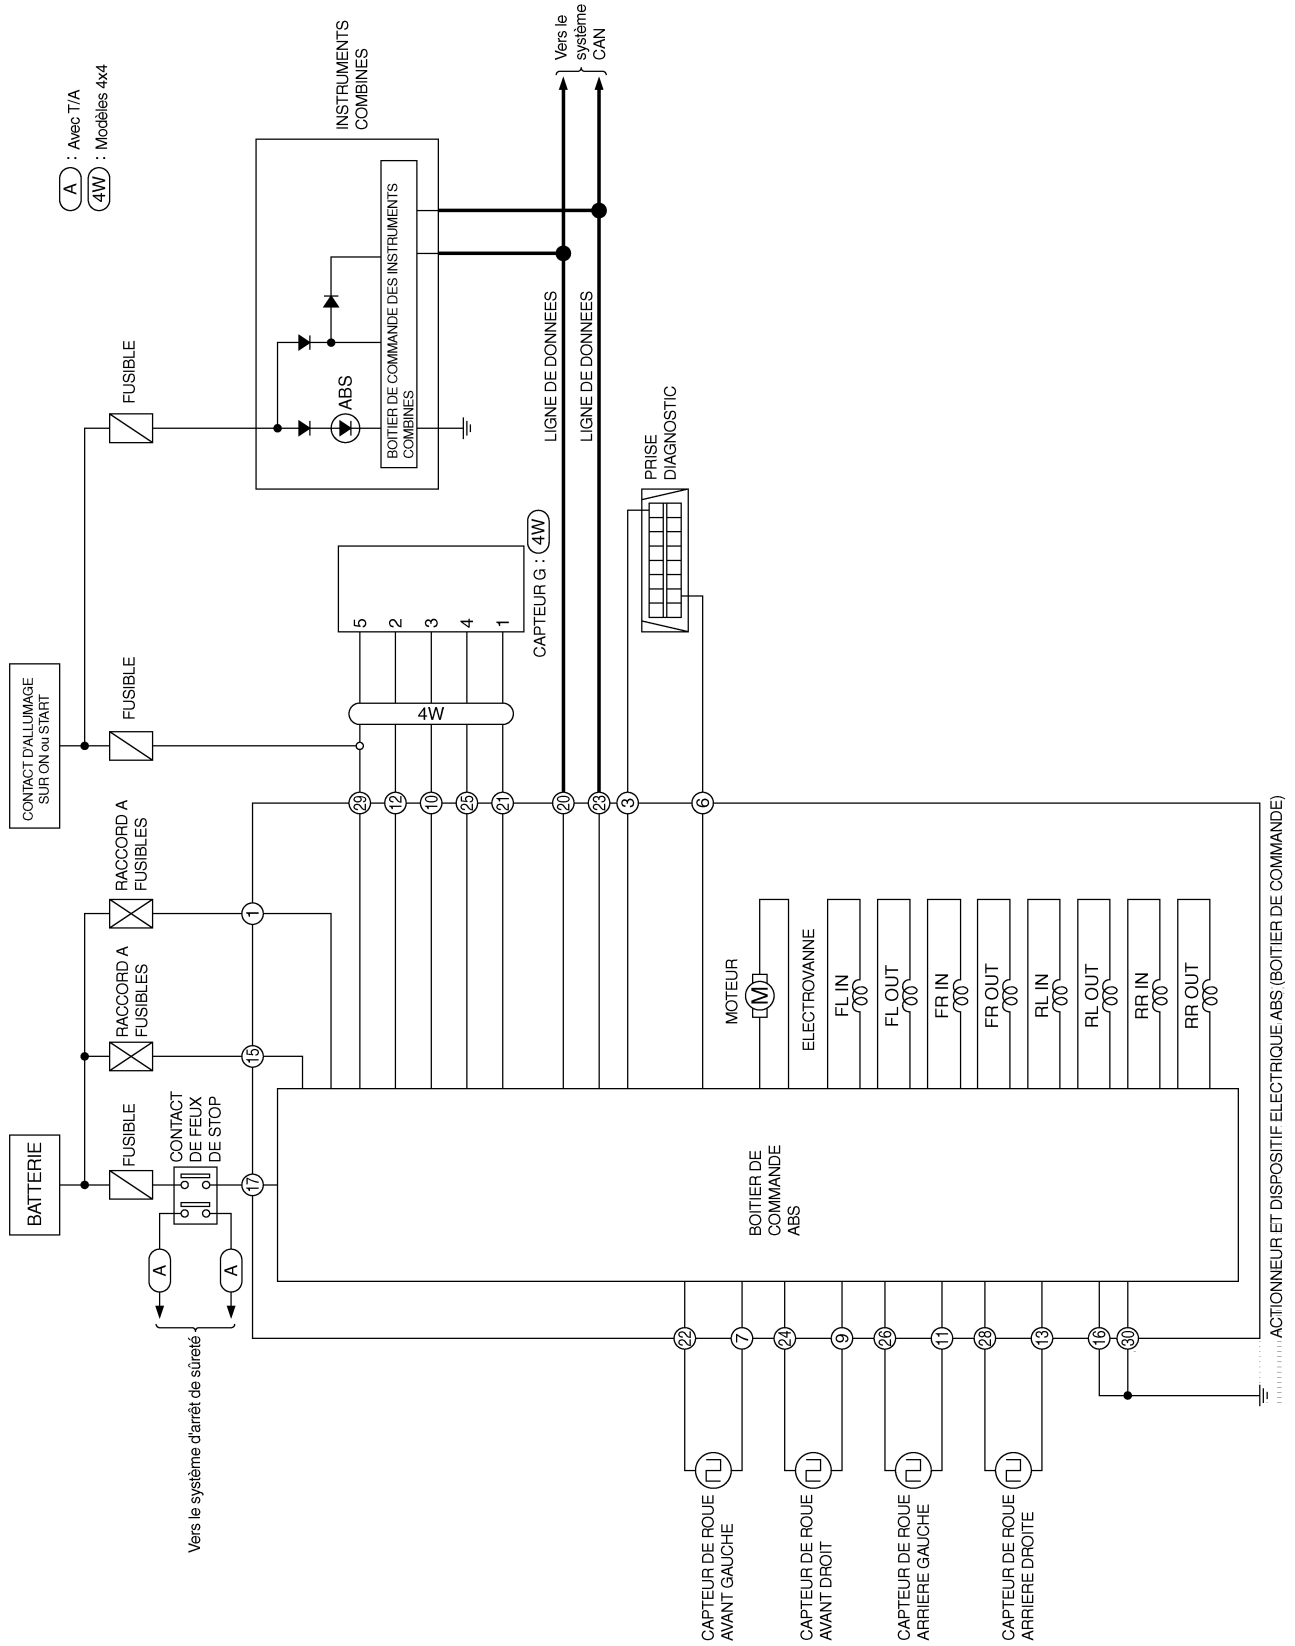 BATTERIE
FUSIBLE
CONTACT
DE FEUX
DE STOP
A
A
Vers le système d'arrêt de sûreté
RACCORD A
FUSIBLES
RACCORD A
FUSIBLES
CONTACT D'ALLUMAGE
SUR ON ou START
FUSIBLE
FUSIBLE
A : Avec T/A
4W : Modèles 4x4
INSTRUMENTS
COMBINES
ABS
BOITIER DE COMMANDE DES INSTRUMENTS
COMBINES
5
2
3
4
1
CAPTEUR G : 4W
4W
LIGNE DE DONNEES
LIGNE DE DONNEES
Vers le
système
CAN
PRISE
DIAGNOSTIC
17
15
1
29
12
10
25
21
20
23
3
6
MOTEUR
M
ELECTROVANNE
FL IN
FL OUT
FR IN
FR OUT
RL IN
RL OUT
RR IN
RR OUT
BOITIER DE
COMMANDE
ABS
22
7
24
9
26
11
28
13
16
30
CAPTEUR DE ROUE
AVANT GAUCHE
CAPTEUR DE ROUE
AVANT DROIT
CAPTEUR DE ROUE
ARRIERE GAUCHE
CAPTEUR DE ROUE
ARRIERE DROITE
ACTIONNEUR ET DISPOSITIF ELECTRIQUE ABS (BOITIER DE COMMANDE)